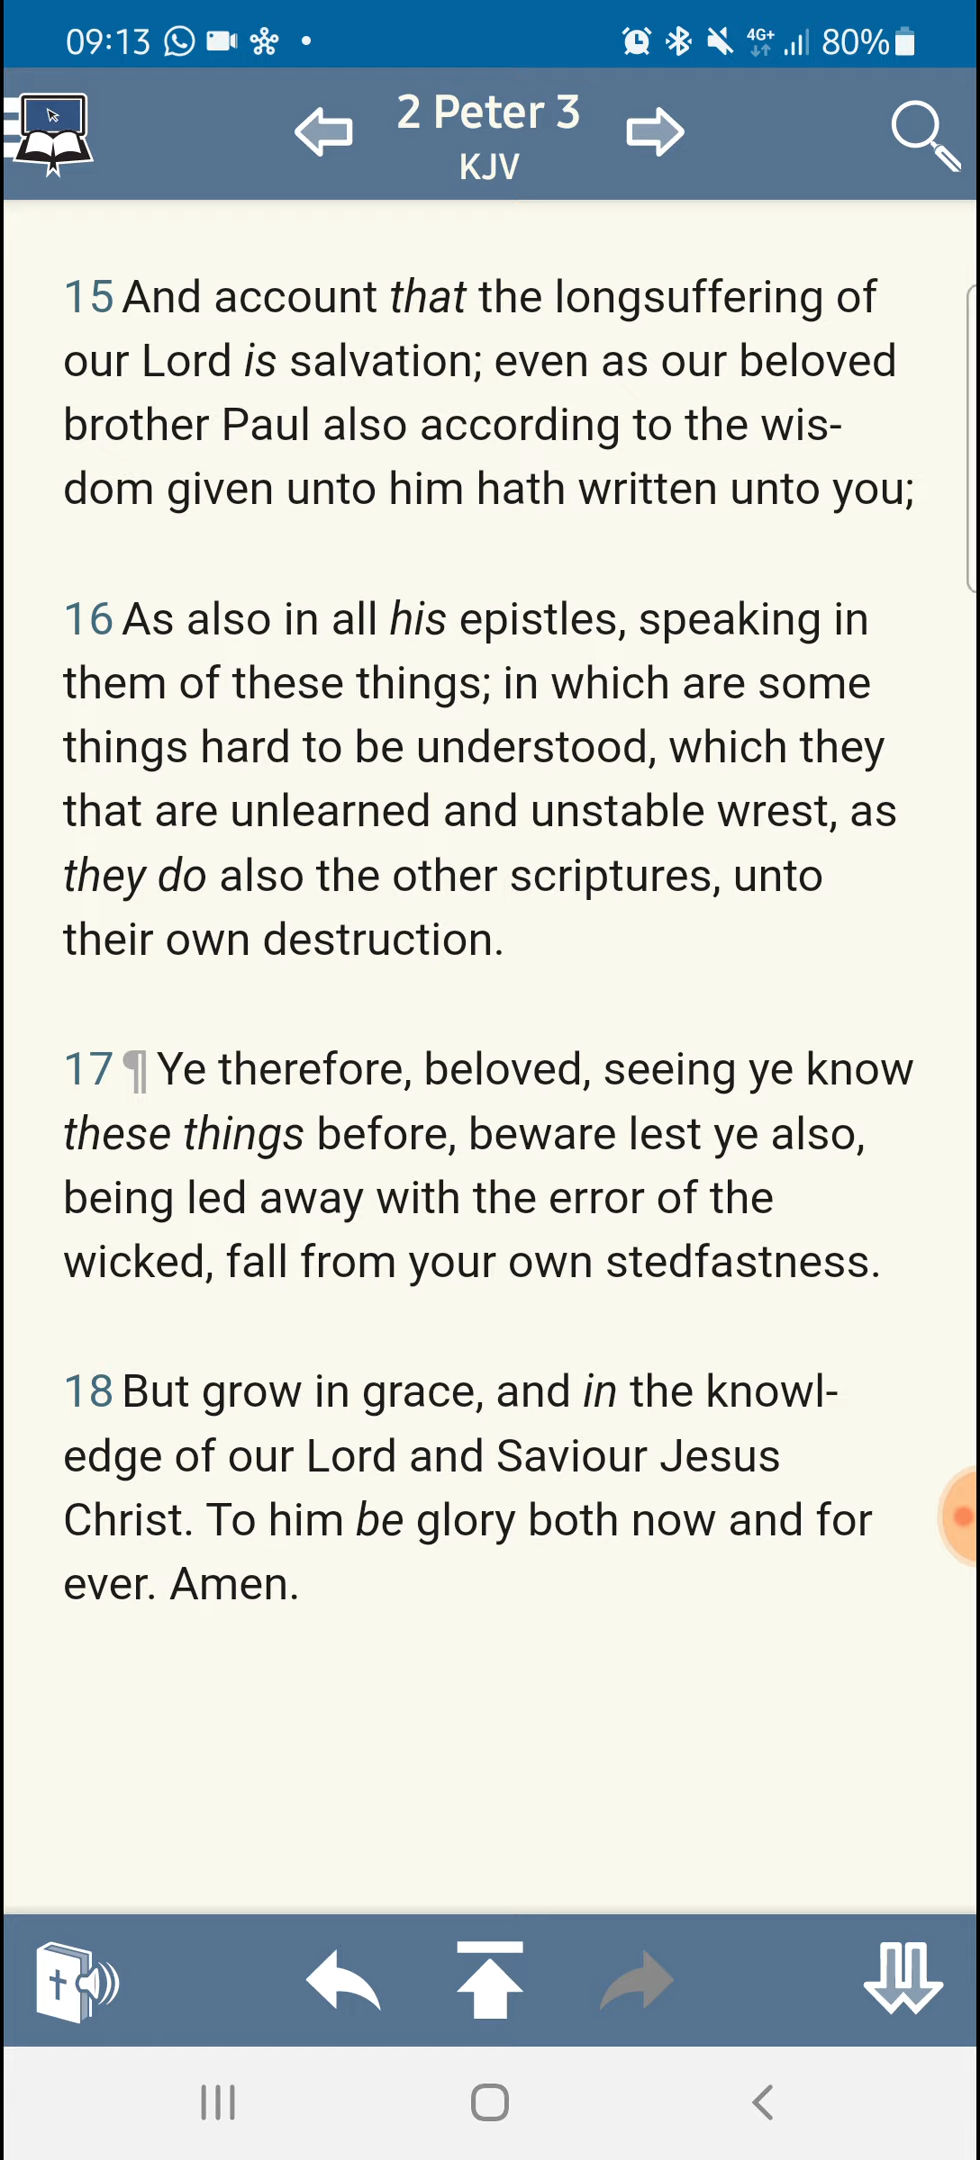 09:13
4G+
80%
2 Peter 3
KJV
15 And account that the longsuffering of
our Lord is salvation; even as our beloved
brother Paul also according to the wis-
dom given unto him hath written unto you;
16 As also in all his epistles, speaking in
them of these things; in which are some
things hard to be understood, which they
that are unlearned and unstable wrest, as
they do also the other scriptures, unto
their own destruction.
17 ¶ Ye therefore, beloved, seeing ye know
these things before, beware lest ye also,
being led away with the error of the
wicked, fall from your own stedfastness.
18 But grow in grace, and in the knowl-
edge of our Lord and Saviour Jesus
Christ. To him be glory both now and for
ever. Amen.